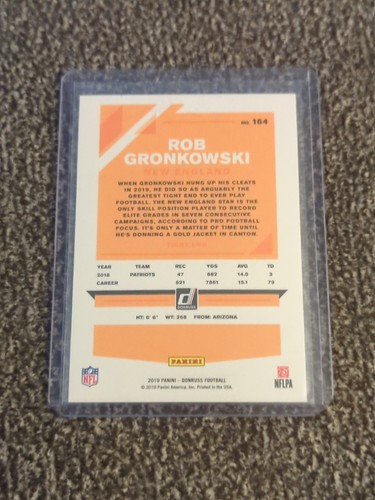 NO. 164
ROB
GRONKOWSKI
NEW ENGLAND
WHEN GRONKOWSKI HUNG UP HIS CLEATS
IN 2018, HE DID SO AS ARGUABLY THE
GREATEST TIGHT END TO EVER PLAY
FOOTBALL. THE NEW ENGLAND STAR IS THE
ONLY SKILL POSITION PLAYER TO RECORD
ELITE GRADES IN SEVEN CONSECUTIVE
CAMPAIGNS, ACCORDING TO PRO FOOTBALL
FOCUS. IT'S ONLY A MATTER OF TIME UNTIL
HE'S DONNING A GOLD JACKET IN CANTON.
YEAR TEAM REC YDS AVG TD
2018 PATRIOTS 47 682 14.5 3
CAREER 521 7861 15.1 79
DONRUSS
HT: 6' 6" WT: 268 FROM: ARIZONA
PANINI
NFL
NFLPA
2019 PANINI - DONRUSS FOOTBALL
© 2019 Panini America, Inc. Printed in the USA.